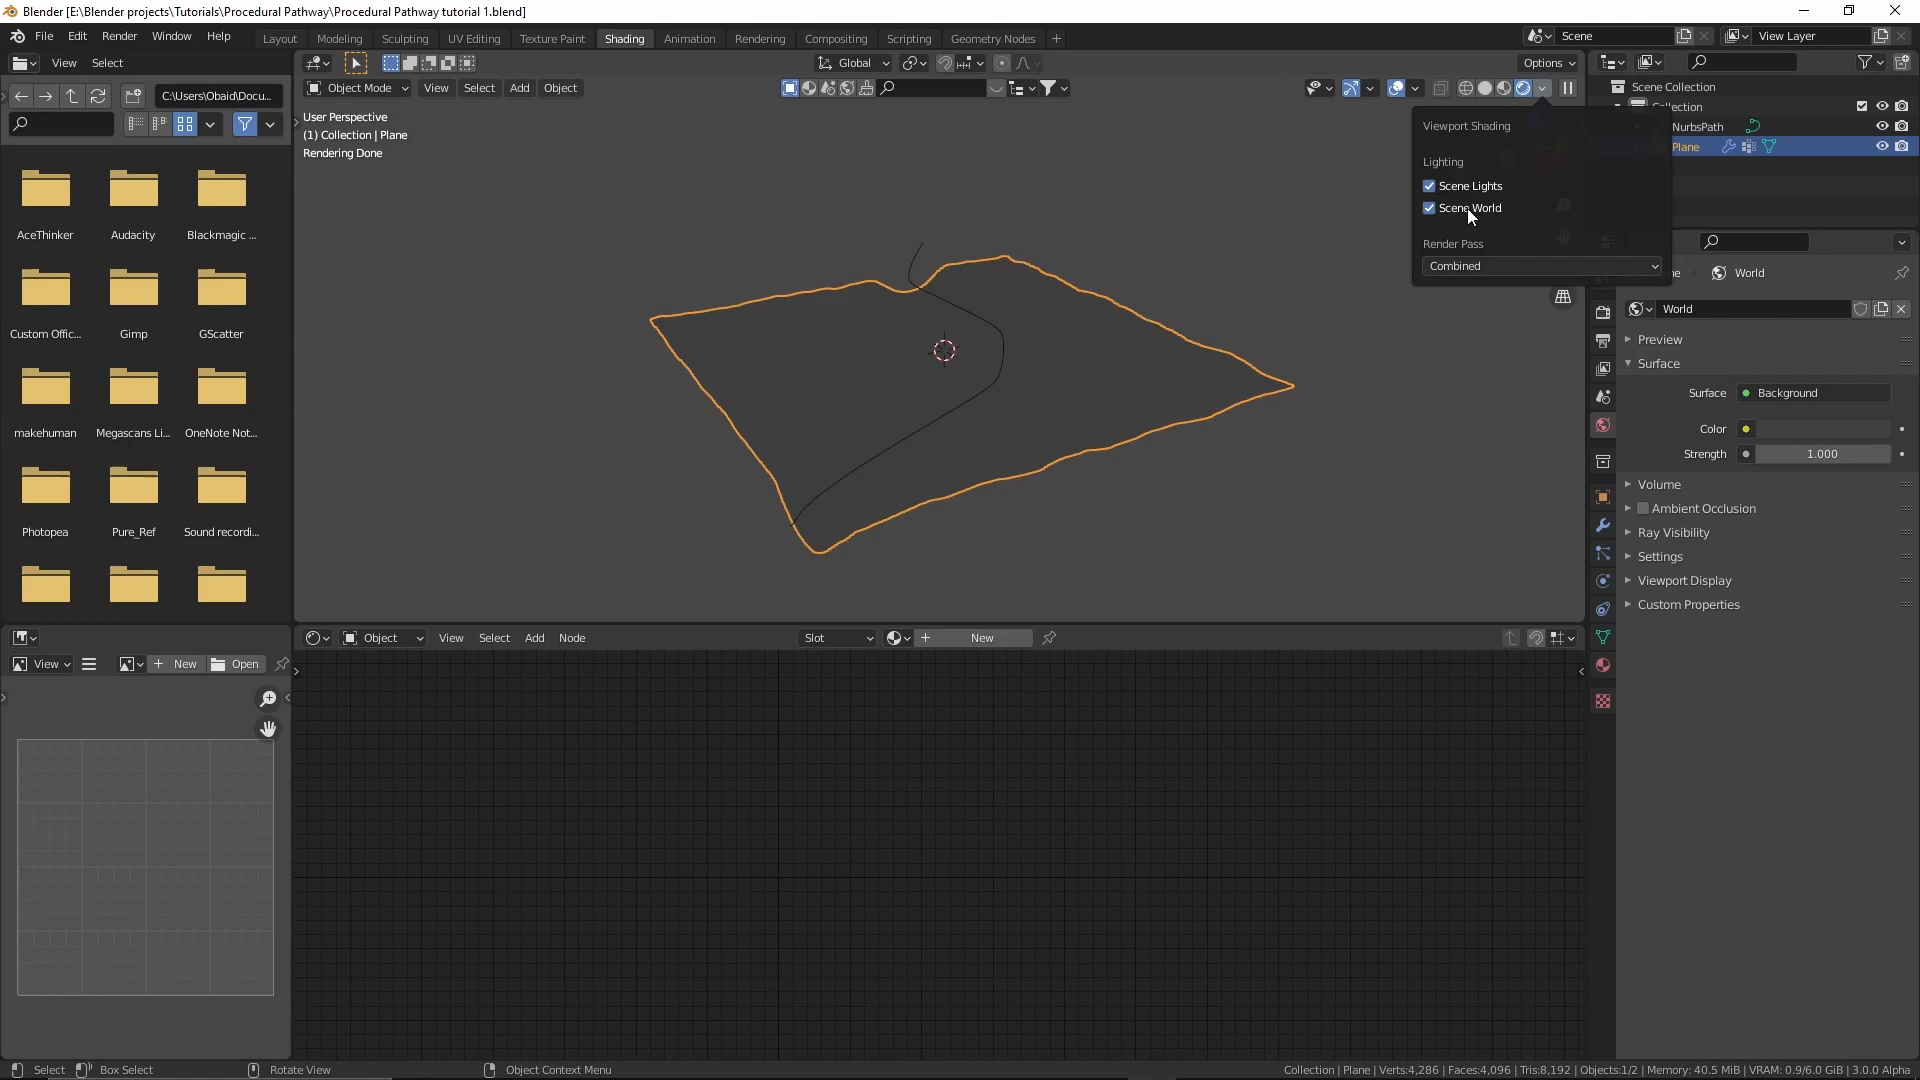 Blender [E:\Blender projects\Tutorials\Procedural Pathway\Procedural Pathway tutorial 1.blend]
File Edit Render Window Help
Layout Modeling Sculpting UV Editing Texture Paint Shading Animation Rendering Compositing Scripting Geometry Nodes +
Scene
View Layer
View Select
Global
Options
C:\Users\Obaid\Docu...
Object Mode View Select Add Object
User Perspective
(1) Collection | Plane
Rendering Done
AceThinker Audacity Blackmagic ...
Custom Offic... Gimp GScatter
makehuman Megascans Li... OneNote Not...
Photopea Pure_Ref Sound recordi...
Viewport Shading
Lighting
Scene Lights
Scene World
Render Pass
Combined
Scene Collection
ollection
NurbsPath
Plane
ne World
World
Preview
Surface
Surface Background
Color
Strength 1.000
Volume
Ambient Occlusion
Ray Visibility
Settings
Viewport Display
Custom Properties
View + New Open
Object View Select Add Node
Slot
+ New
Select Box Select Rotate View Object Context Menu
Collection | Plane | Verts:4,286 | Faces:4,096 | Tris:8,192 | Objects:1/2 | Memory: 40.5 MiB | VRAM: 0.9/6.0 GiB | 3.0.0 Alpha